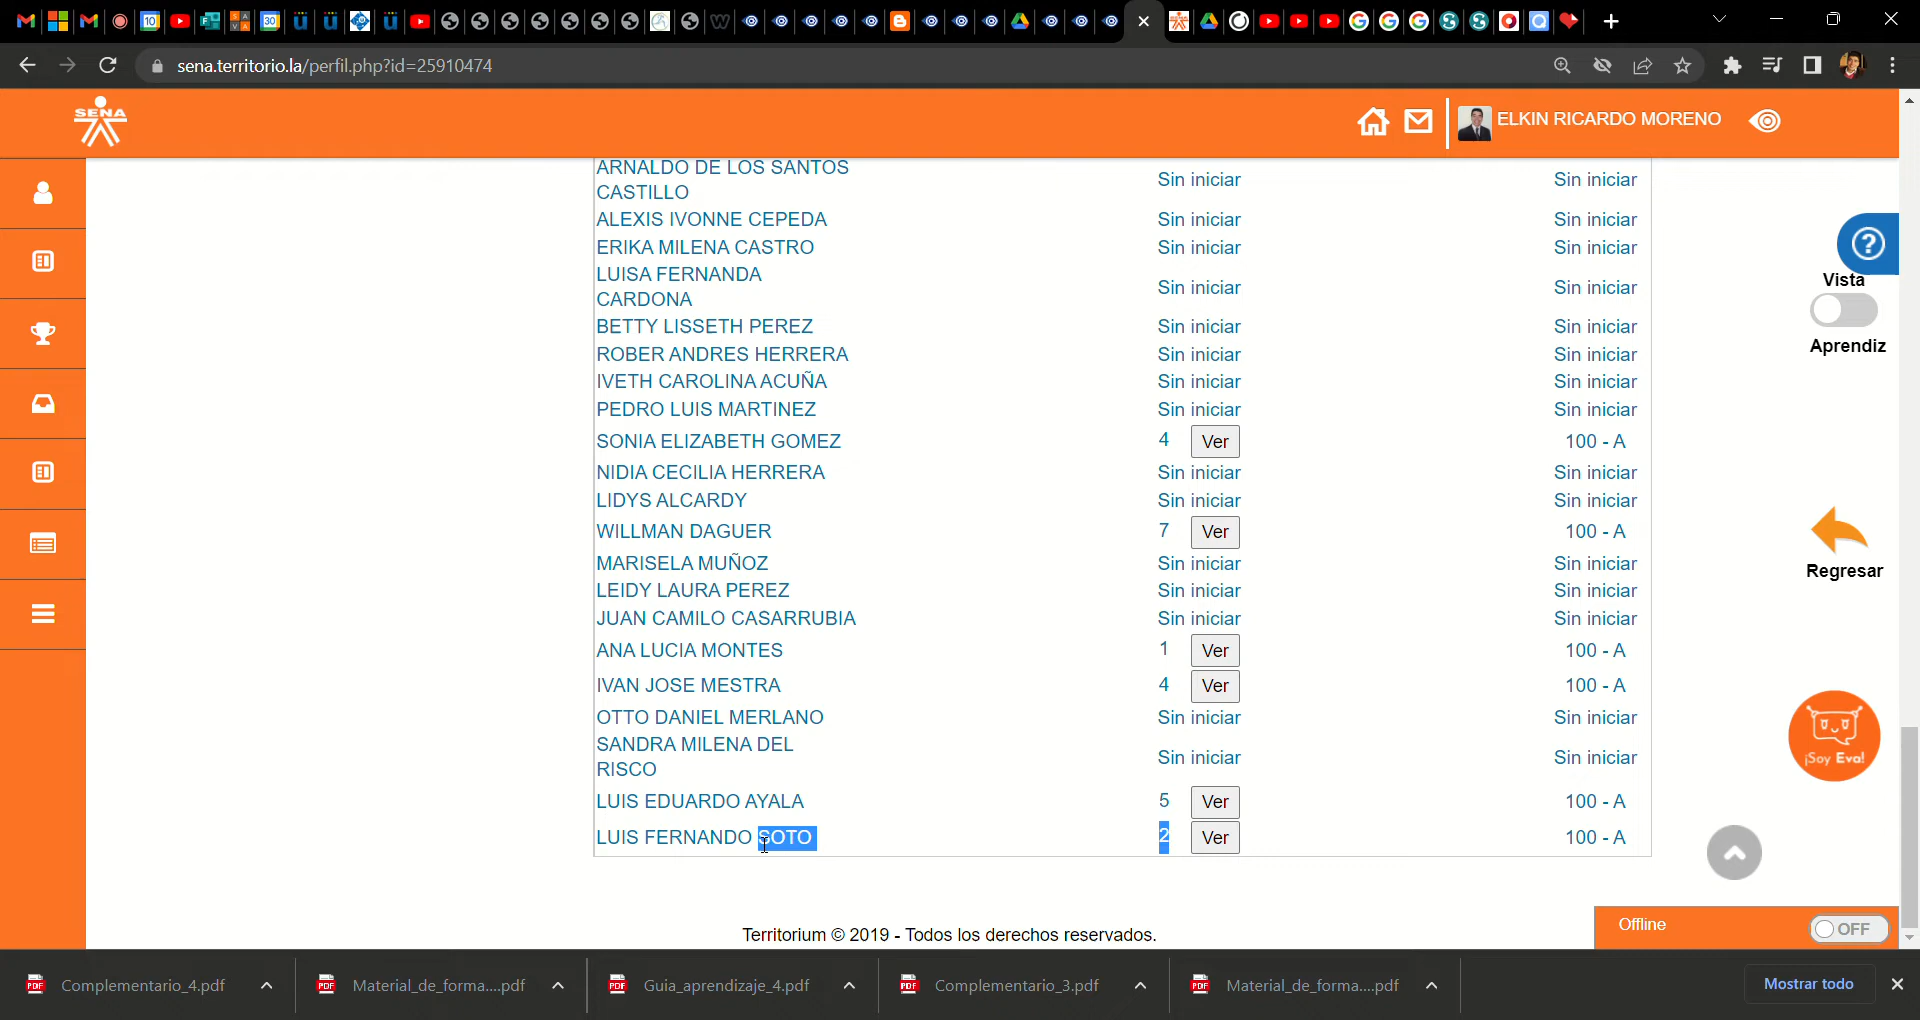 sena.territorio.la/perfil.php?id=25910474
SENA
ELKIN RICARDO MORENO
ARNALDO DE LOS SANTOS
CASTILLO
Sin iniciar
Sin iniciar
ALEXIS IVONNE CEPEDA
Sin iniciar
Sin iniciar
ERIKA MILENA CASTRO
Sin iniciar
Sin iniciar
LUISA FERNANDA
CARDONA
Sin iniciar
Sin iniciar
BETTY LISSETH PEREZ
Sin iniciar
Sin iniciar
ROBER ANDRES HERRERA
Sin iniciar
Sin iniciar
IVETH CAROLINA ACUÑA
Sin iniciar
Sin iniciar
PEDRO LUIS MARTINEZ
Sin iniciar
Sin iniciar
SONIA ELIZABETH GOMEZ
4 Ver
100 - A
NIDIA CECILIA HERRERA
Sin iniciar
Sin iniciar
LIDYS ALCARDY
Sin iniciar
Sin iniciar
WILLMAN DAGUER
7 Ver
100 - A
MARISELA MUÑOZ
Sin iniciar
Sin iniciar
LEIDY LAURA PEREZ
Sin iniciar
Sin iniciar
JUAN CAMILO CASARRUBIA
Sin iniciar
Sin iniciar
ANA LUCIA MONTES
1 Ver
100 - A
IVAN JOSE MESTRA
4 Ver
100 - A
OTTO DANIEL MERLANO
Sin iniciar
Sin iniciar
SANDRA MILENA DEL
RISCO
Sin iniciar
Sin iniciar
LUIS EDUARDO AYALA
5 Ver
100 - A
LUIS FERNANDO SOTO
2 Ver
100 - A
Vista
Aprendiz
Regresar
¡Soy Eva!
Territorium © 2019 - Todos los derechos reservados.
Offline
OFF
Complementario_4.pdf
Material_de_forma....pdf
Guia_aprendizaje_4.pdf
Complementario_3.pdf
Material_de_forma....pdf
Mostrar todo